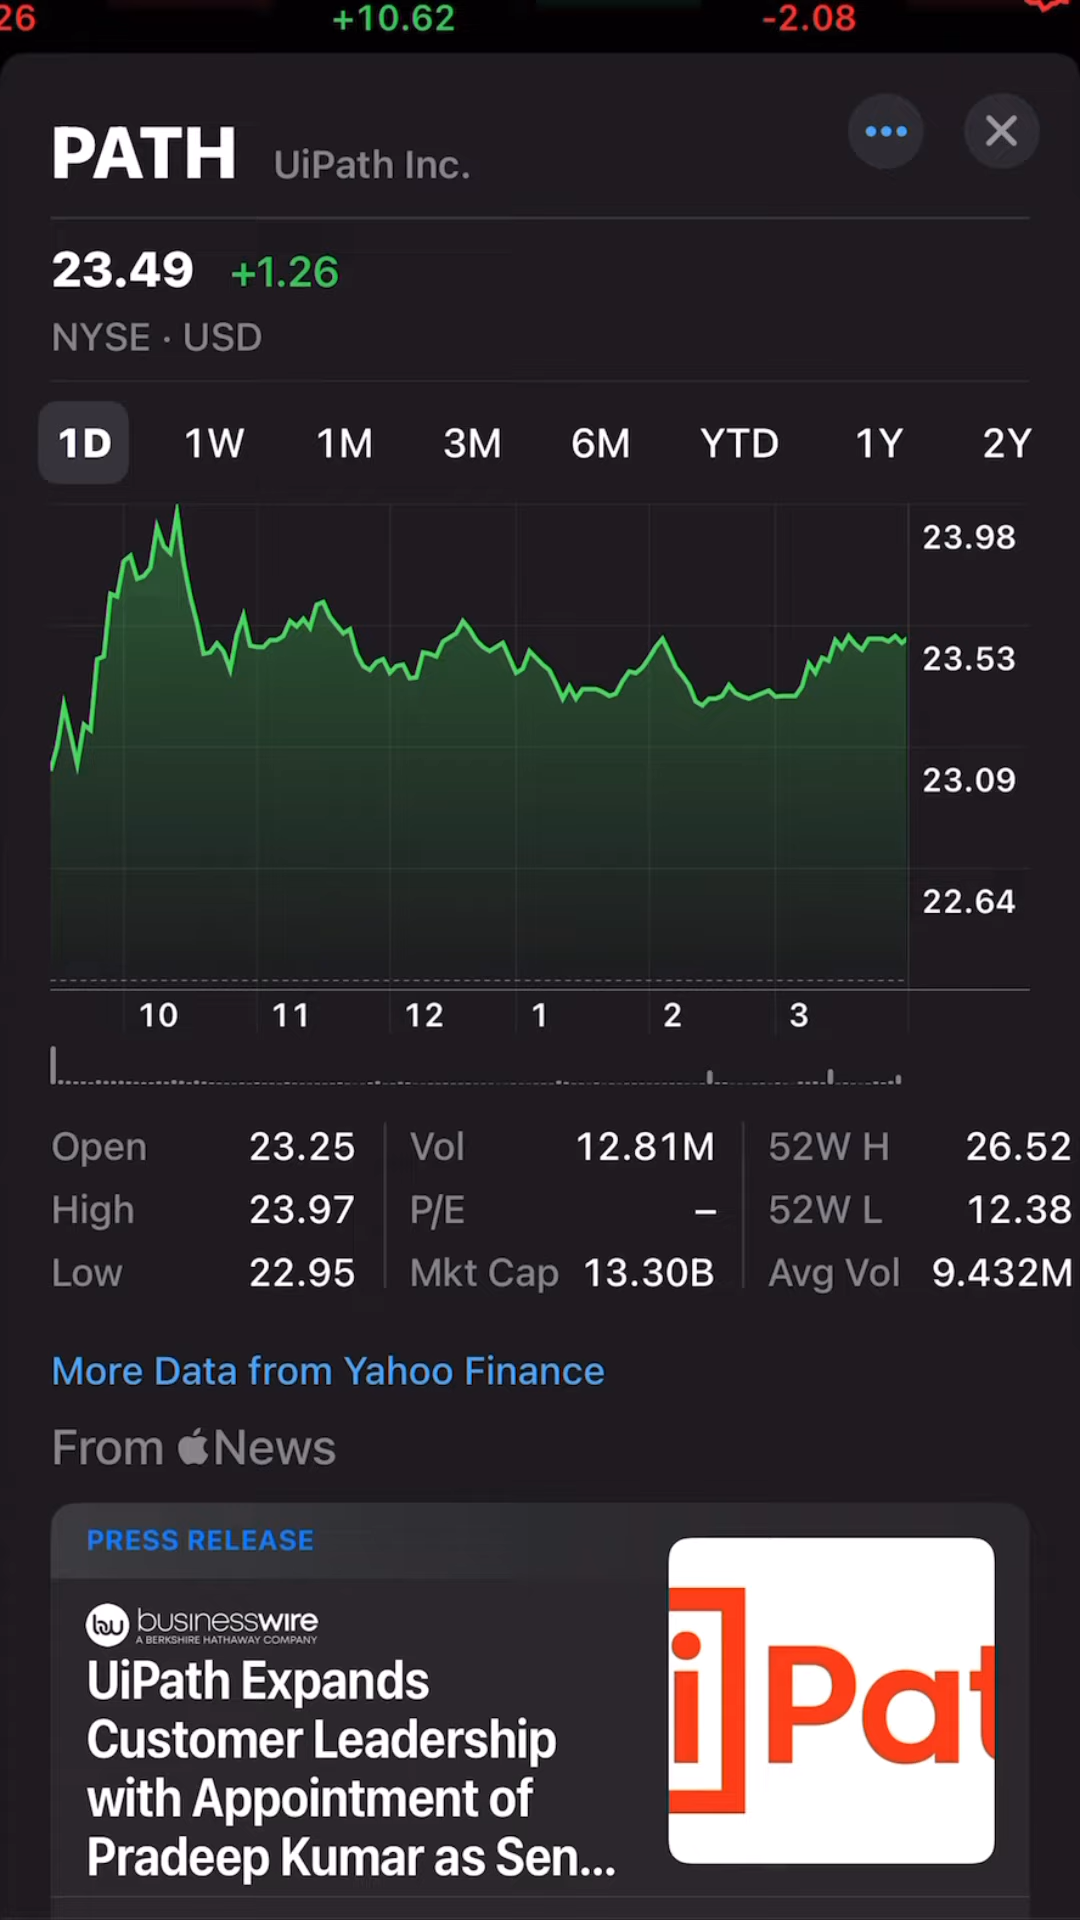 26 +10.62 -2.08
PATH UiPath Inc.
23.49 +1.26
NYSE · USD
1D 1W 1M 3M 6M YTD 1Y 2Y
23.98
23.53
23.09
22.64
10 11 12 1 2 3
Open 23.25 Vol 12.81M 52W H 26.52
High 23.97 P/E – 52W L 12.38
Low 22.95 Mkt Cap 13.30B Avg Vol 9.432M
More Data from Yahoo Finance
From News
PRESS RELEASE
bw businesswire
A BERKSHIRE HATHAWAY COMPANY
UiPath Expands
Customer Leadership
with Appointment of
Pradeep Kumar as Sen...
i Pat